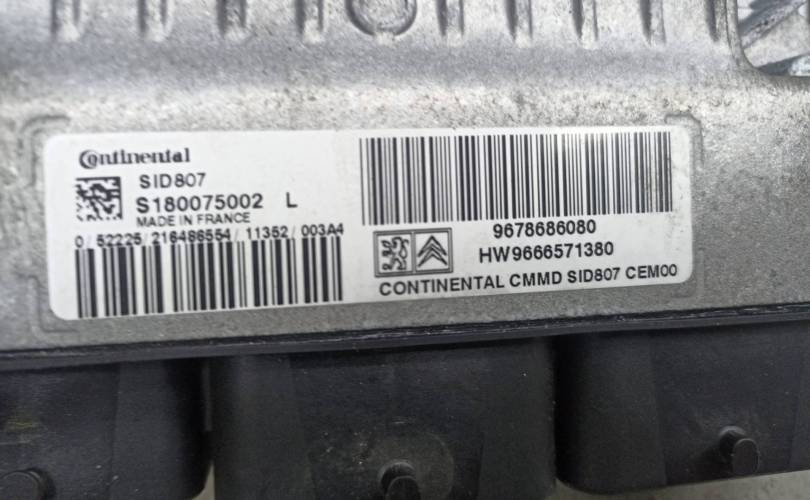 Continental
SID807
S180075002 L
MADE IN FRANCE
0/52225/216486554/11352/003A4
9678686080
HW9666571380
CONTINENTAL CMMD SID807 CEM00